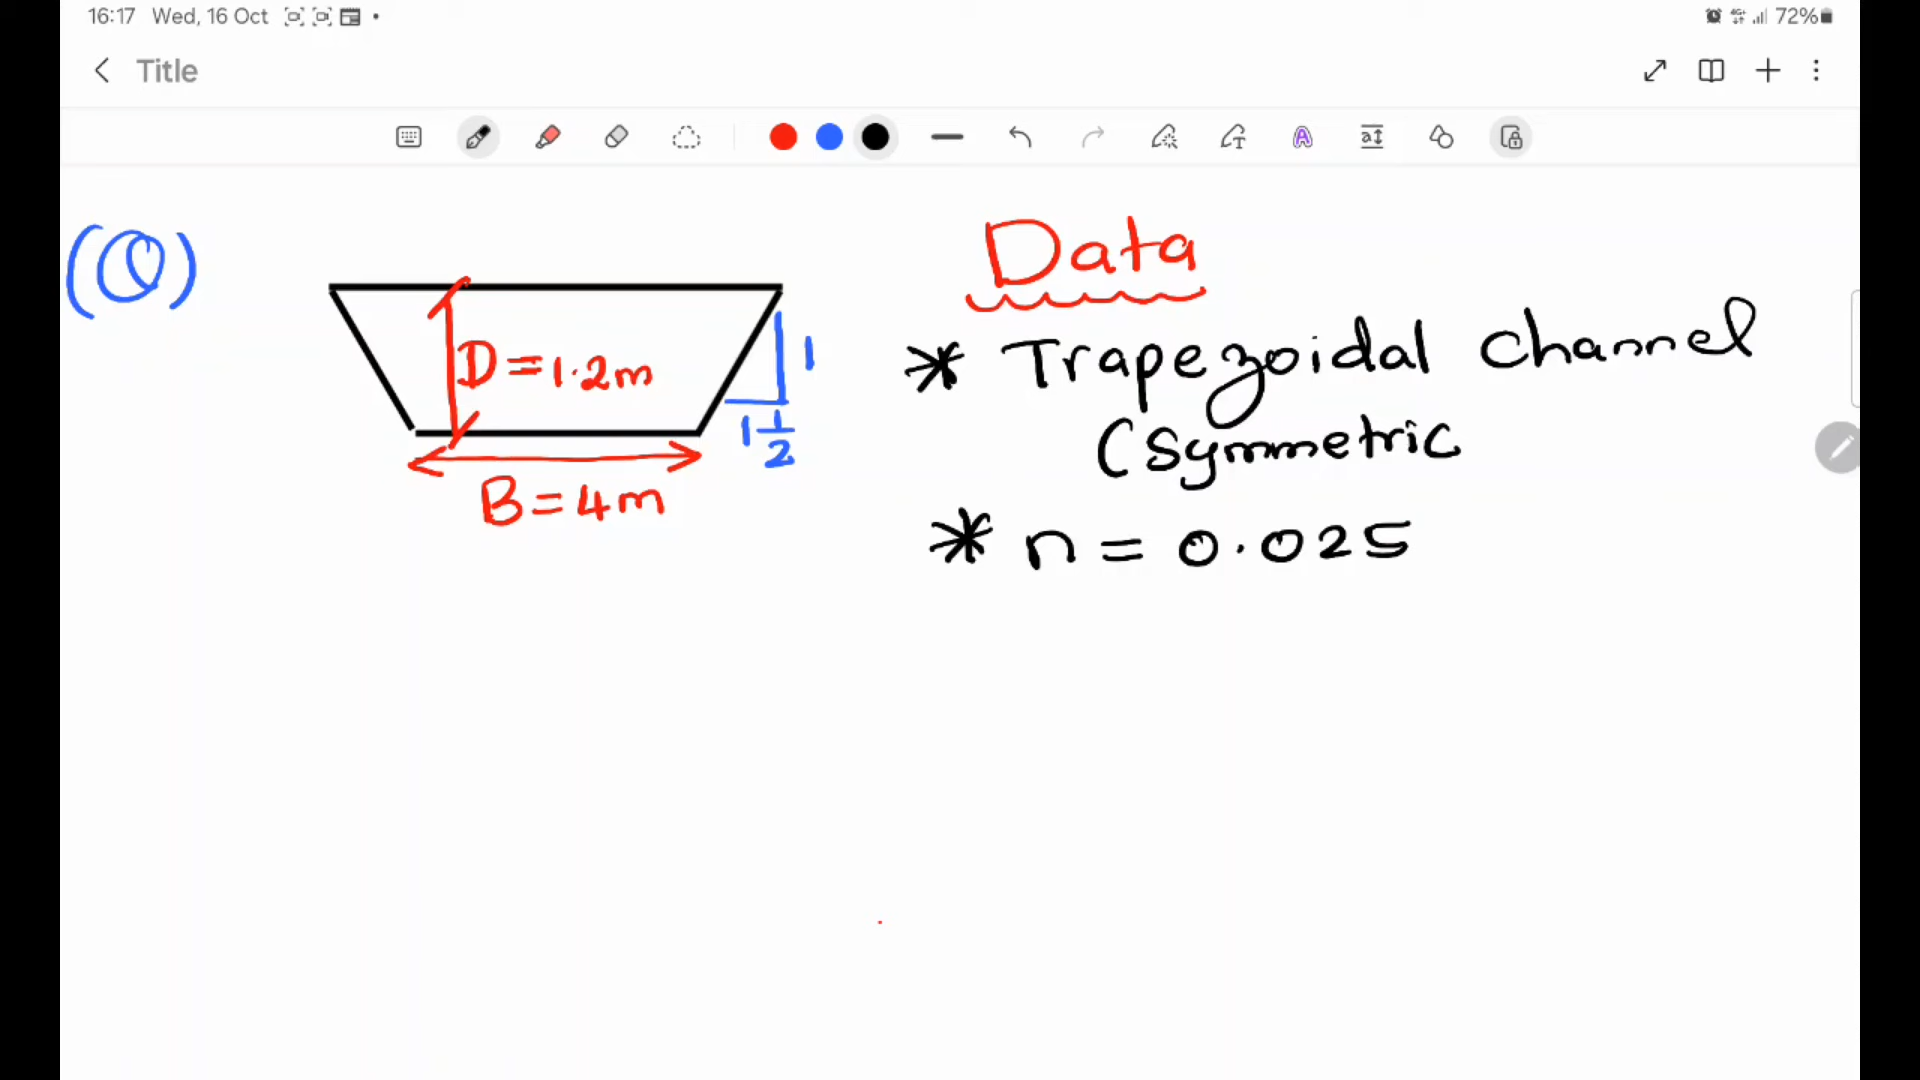 16:17 Wed, 16 Oct
72%
Title
(Q)
Data
D = 1.2m
1
1 1/2
B = 4m
* Trapezoidal channel
(Symmetric
* n = 0.025